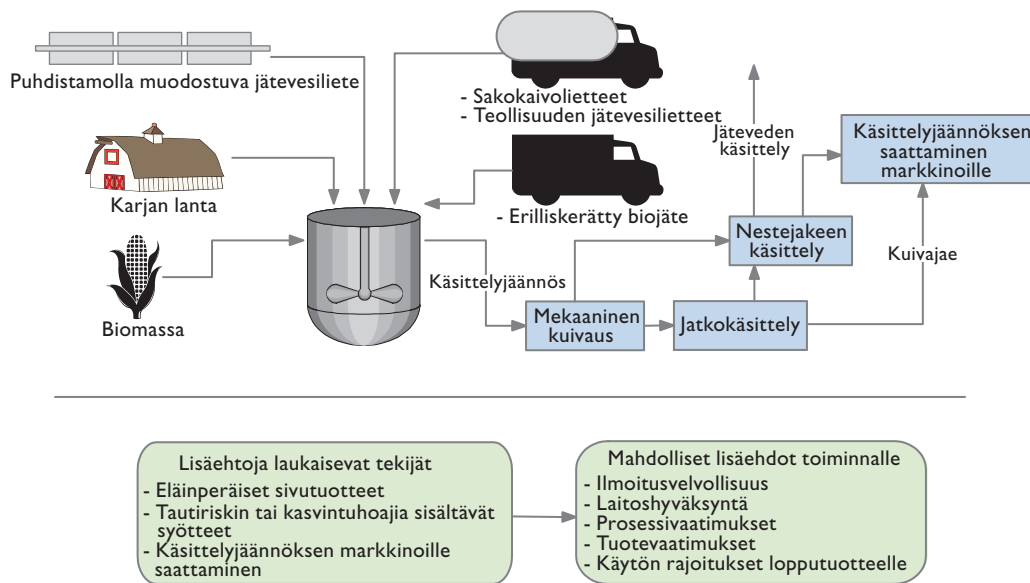 Puhdistamolla muodostuva jätevesiliete
- Sakokaivolietteet
- Teollisuuden jätevesilietteet
Karjan lanta
- Erilliskerätty biojäte
Biomassa
Käsittelyjäännös
Mekaaninen
kuivaus
Jatkokäsittely
Nestejakeen
käsittely
Jäteveden
käsittely
Kuivajae
Käsittelyjäännöksen
saattaminen
markkinoille
Lisäehtoja laukaisevat tekijät
- Eläinperäiset sivutuotteet
- Tautiriskin tai kasvintuhoajia sisältävät
syötteet
- Käsittelyjäännöksen markkinoille
saattaminen
Mahdolliset lisäehdot toiminnalle
- Ilmoitusvelvollisuus
- Laitoshyväksyntä
- Prosessivaatimukset
- Tuotevaatimukset
- Käytön rajoitukset lopputuotteelle